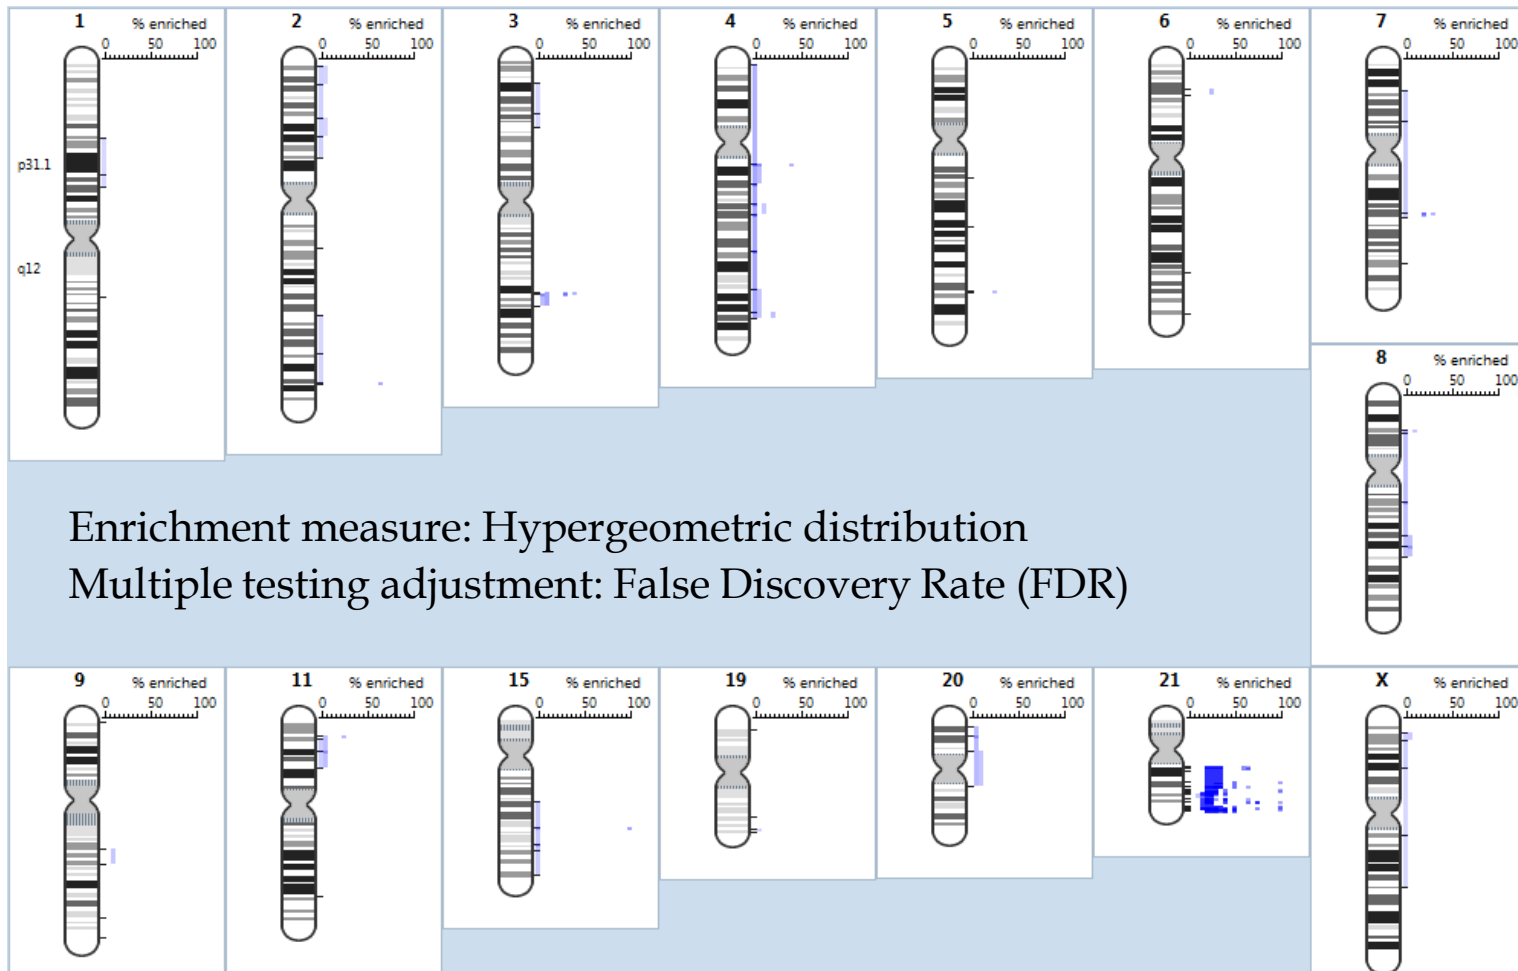 1 % enriched
0 50 100
p31.1
q12
2 % enriched
0 50 100
3 % enriched
0 50 100
4 % enriched
0 50 100
5 % enriched
0 50 100
6 % enriched
0 50 100
7 % enriched
0 50 100
8 % enriched
0 50 100
Enrichment measure: Hypergeometric distribution
Multiple testing adjustment: False Discovery Rate (FDR)
9 % enriched
0 50 100
11 % enriched
0 50 100
15 % enriched
0 50 100
19 % enriched
0 50 100
20 % enriched
0 50 100
21 % enriched
0 50 100
X % enriched
0 50 100